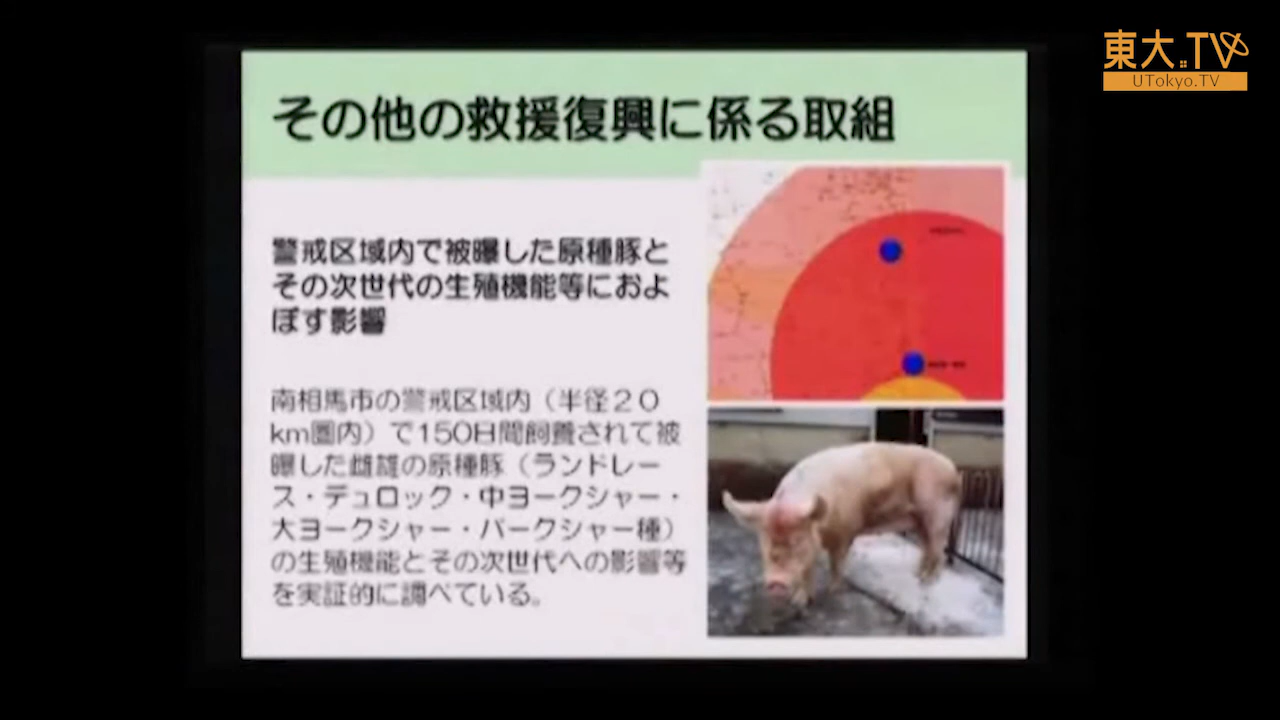 東大TV
UTokyo.TV
その他の救援復興に係る取組
警戒区域内で被曝した原種豚と
その次世代の生殖機能等におよ
ぼす影響
南相馬市の警戒区域内（半径２０
km圏内）で150日間飼養されて被
曝した雌雄の原種豚（ランドレー
ス・デュロック・中ヨークシャー・
大ヨークシャー・バークシャー種）
の生殖機能とその次世代への影響等
を実証的に調べている。